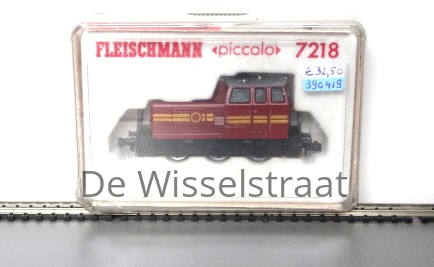 FLEISCHMANN «piccolo» 7218
€ 32,50
390419
De Wisselstraat